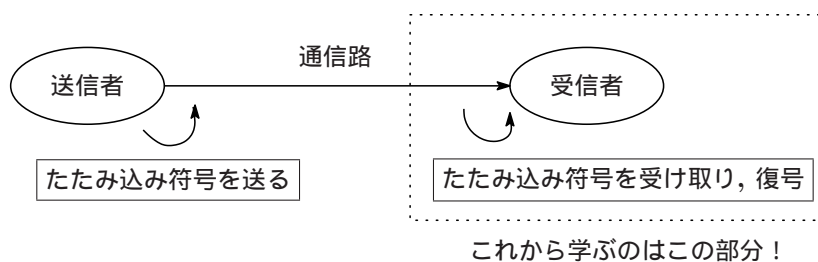 通信路
送信者
受信者
たたみ込み符号を送る
たたみ込み符号を受け取り, 復号
これから学ぶのはこの部分！